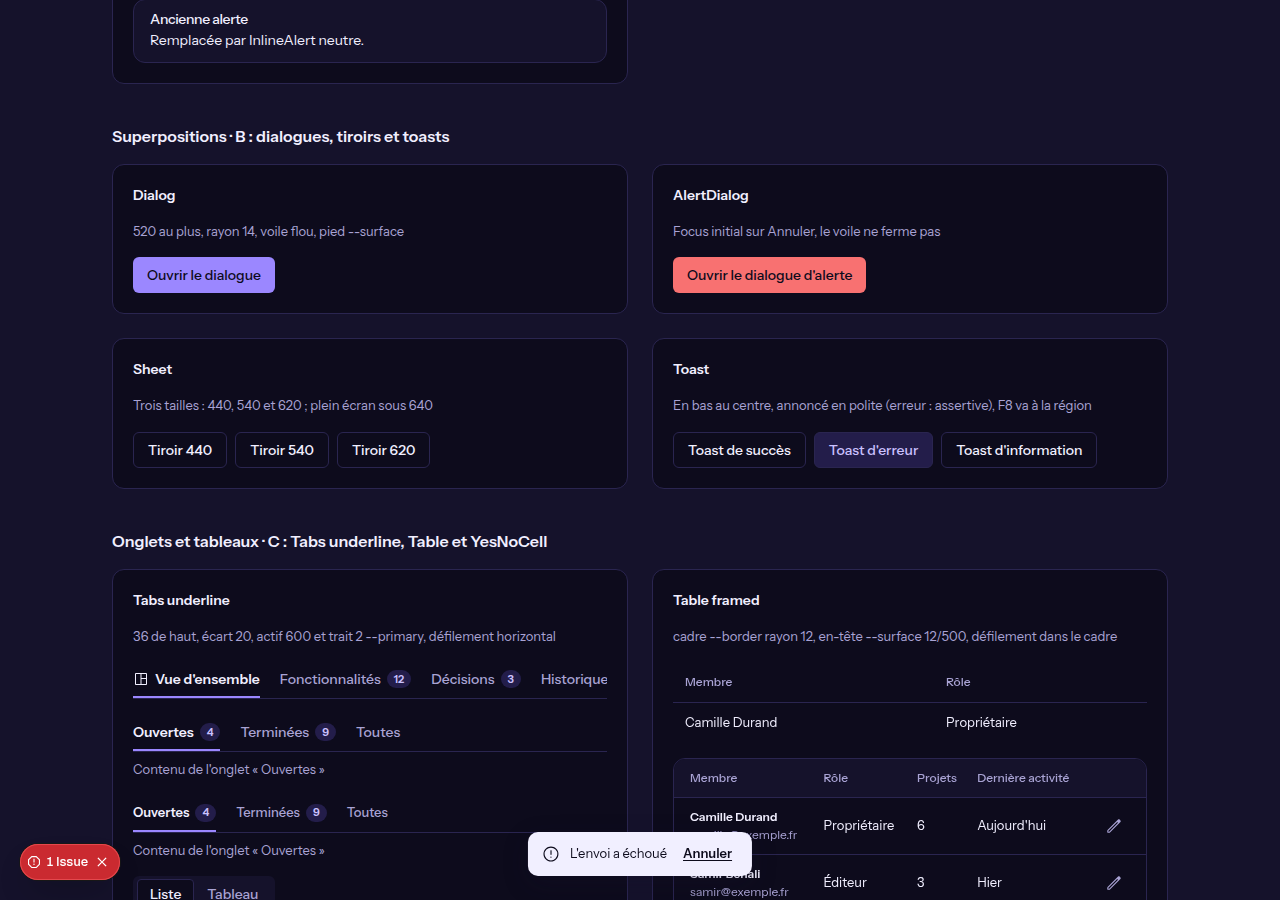 Ancienne alerte
Remplacée par InlineAlert neutre.
Superpositions · B : dialogues, tiroirs et toasts
Dialog
520 au plus, rayon 14, voile flou, pied --surface
Ouvrir le dialogue
AlertDialog
Focus initial sur Annuler, le voile ne ferme pas
Ouvrir le dialogue d'alerte
Sheet
Trois tailles : 440, 540 et 620 ; plein écran sous 640
Tiroir 440 Tiroir 540 Tiroir 620
Toast
En bas au centre, annoncé en polite (erreur : assertive), F8 va à la région
Toast de succès Toast d'erreur Toast d'information
Onglets et tableaux · C : Tabs underline, Table et YesNoCell
Tabs underline
36 de haut, écart 20, actif 600 et trait 2 --primary, défilement horizontal
Vue d'ensemble Fonctionnalités 12 Décisions 3 Historique
Ouvertes 4 Terminées 9 Toutes
Contenu de l'onglet « Ouvertes »
Ouvertes 4 Terminées 9 Toutes
Contenu de l'onglet « Ouvertes »
Liste Tableau
Table framed
cadre --border rayon 12, en-tête --surface 12/500, défilement dans le cadre
Membre Rôle
Camille Durand Propriétaire
Membre Rôle Projets Dernière activité
Camille Durand Propriétaire 6 Aujourd'hui
Éditeur 3 Hier
samir@exemple.fr
1 Issue
L'envoi a échoué Annuler